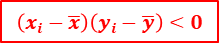 (xᵢ − x̅)(yᵢ − y̅) < 0